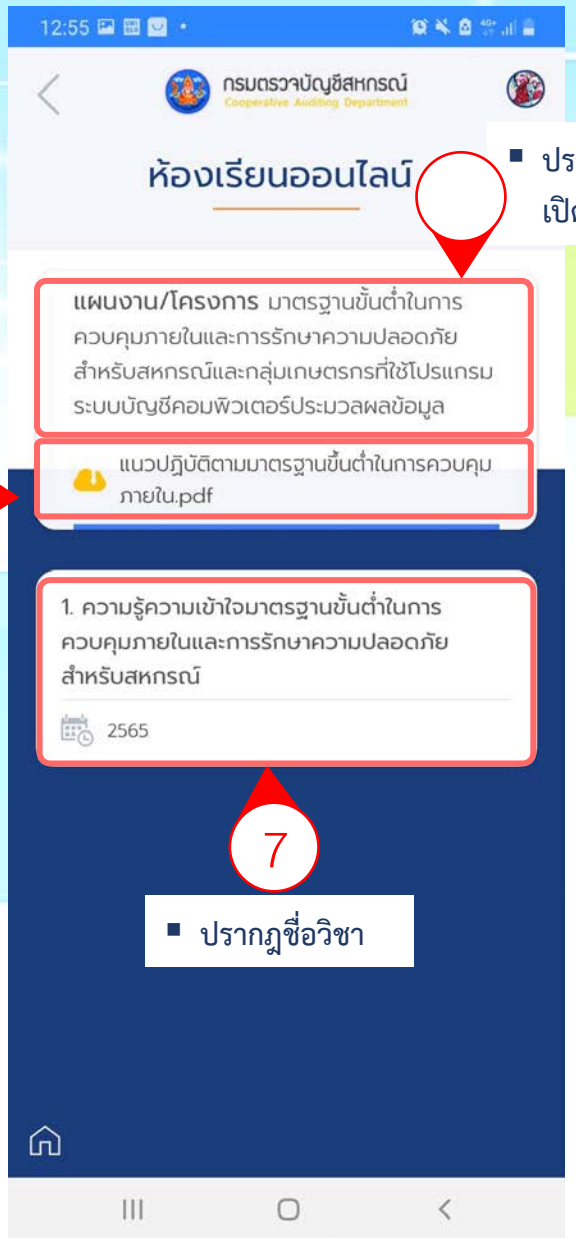 12:55
กรมตรวจบัญชีสหกรณ์
Cooperative Auditing Department
ห้องเรียนออนไลน์
แผนงาน/โครงการ มาตรฐานขั้นต่ำในการ
ควบคุมภายในและการรักษาความปลอดภัย
สำหรับสหกรณ์และกลุ่มเกษตรกรที่ใช้โปรแกรม
ระบบบัญชีคอมพิวเตอร์ประมวลผลข้อมูล
แนวปฏิบัติตามมาตรฐานขึ้นต่ำในการควบคุม
ภายใน.pdf
1. ความรู้ความเข้าใจมาตรฐานขั้นต่ำในการ
ควบคุมภายในและการรักษาความปลอดภัย
สำหรับสหกรณ์
2565
7
▪ ปรากฏชื่อวิชา